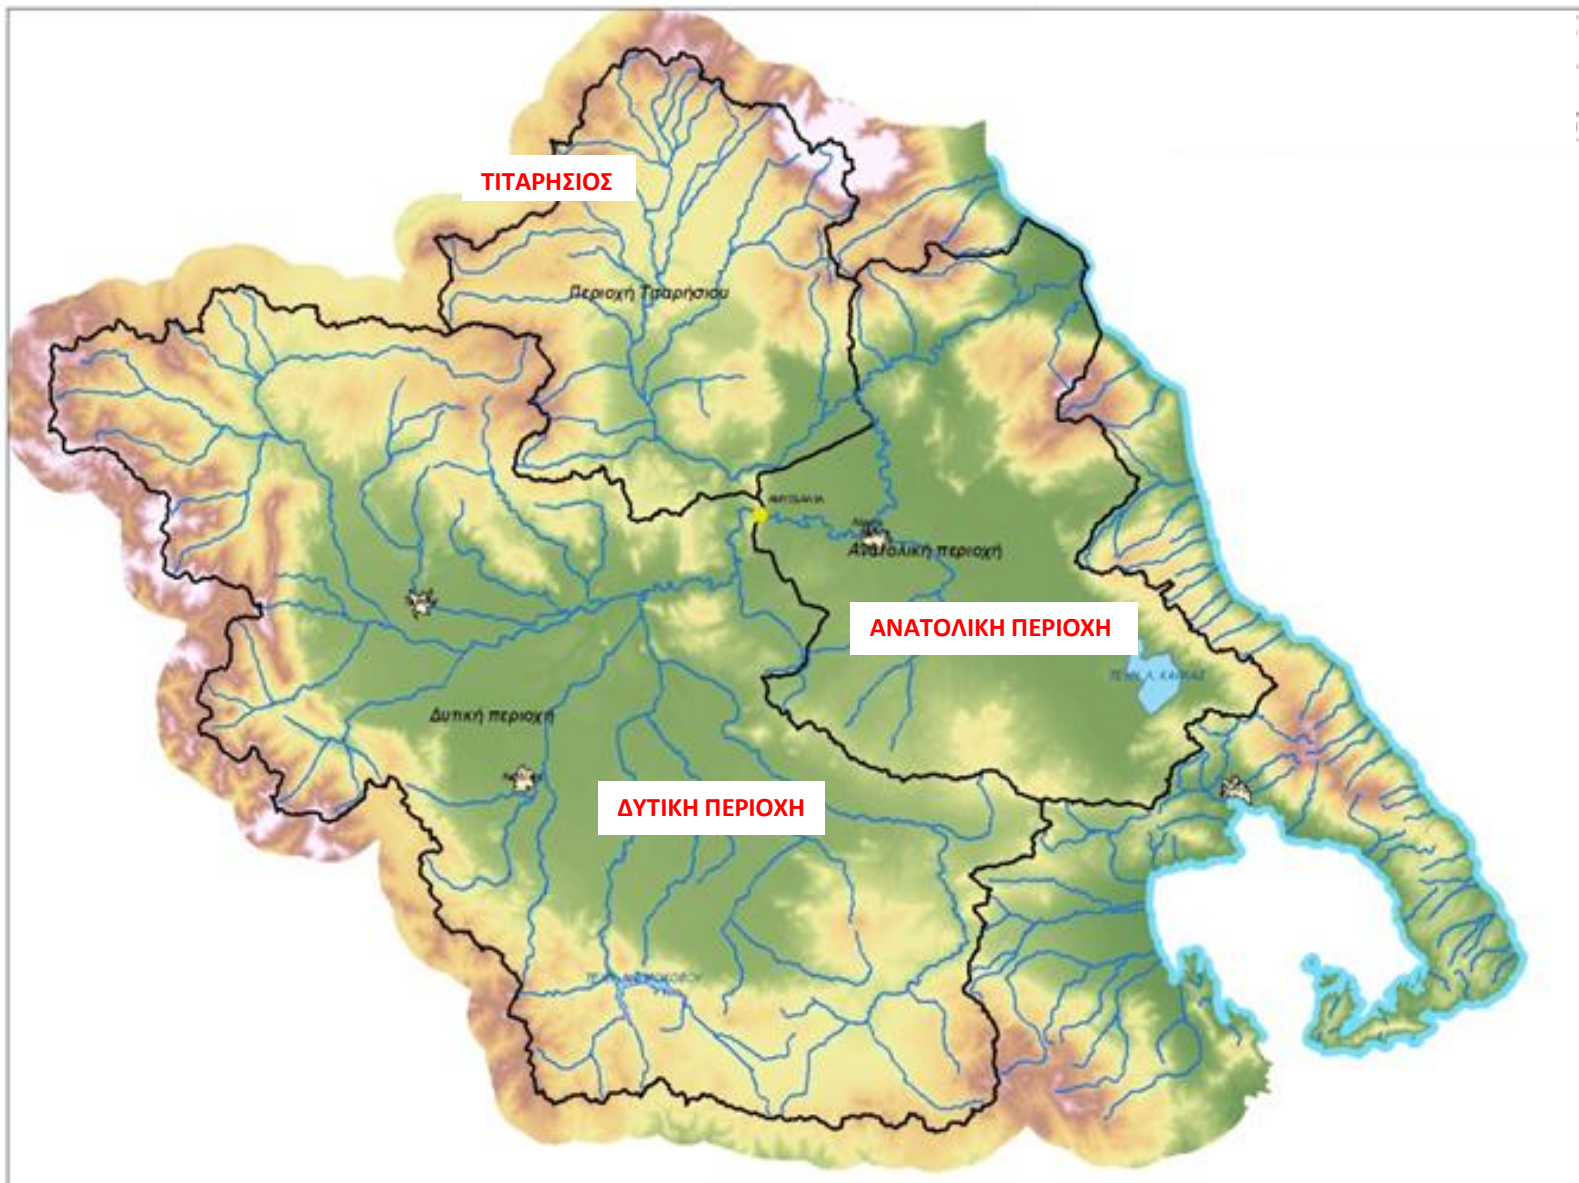 ΤΙΤΑΡΗΣΙΟΣ
Περιοχή Τιταρήσιου
Ανατολική περιοχή
ΑΝΑΤΟΛΙΚΗ ΠΕΡΙΟΧΗ
Δυτική περιοχή
ΔΥΤΙΚΗ ΠΕΡΙΟΧΗ